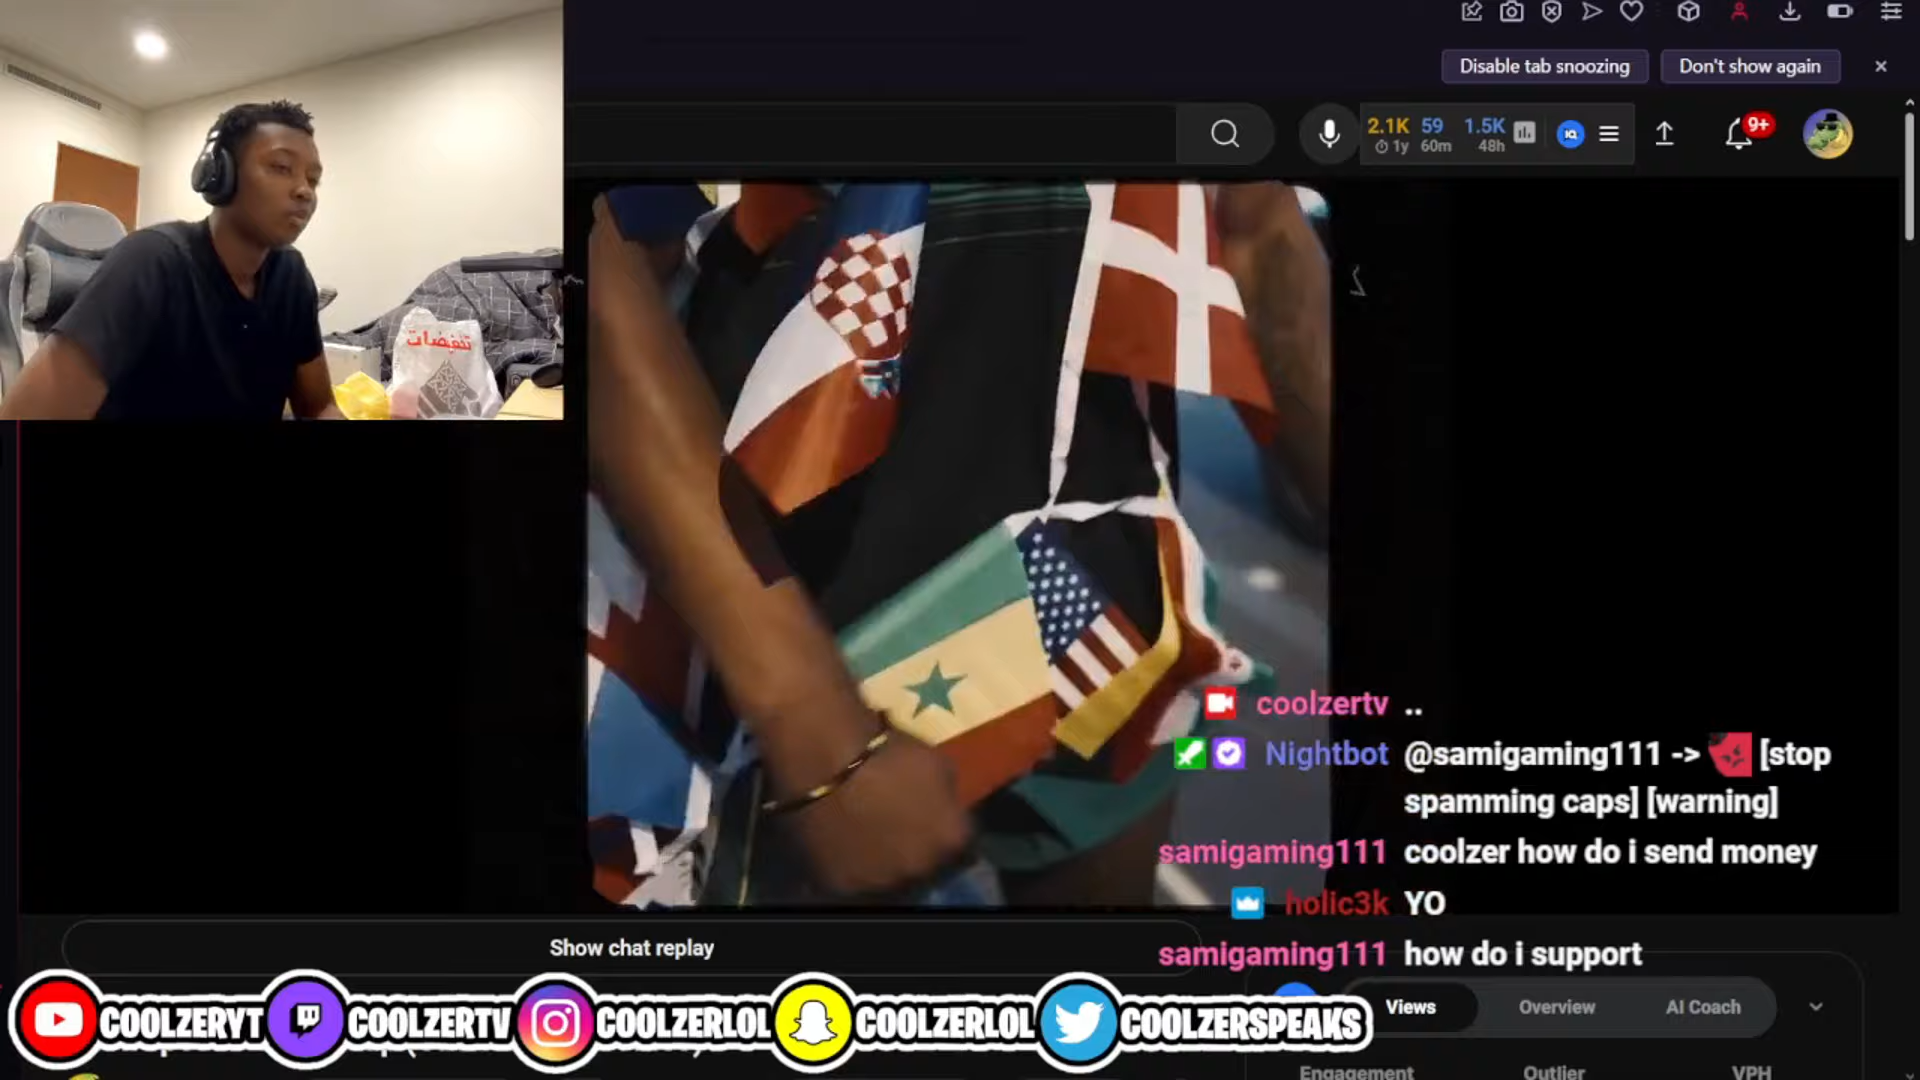 Disable tab snoozing
Don't show again
2.1K 59 1.5K
1y 60m 48h
9+
تخفيضات
coolzertv ..
Nightbot @samigaming111 -> [stop
spamming caps] [warning]
samigaming111 coolzer how do i send money
holic3k YO
samigaming111 how do i support
Show chat replay
Views Overview AI Coach
COOLZERYT COOLZERTV COOLZERLOL COOLZERLOL COOLZERSPEAKS
Engagement Outlier VPH